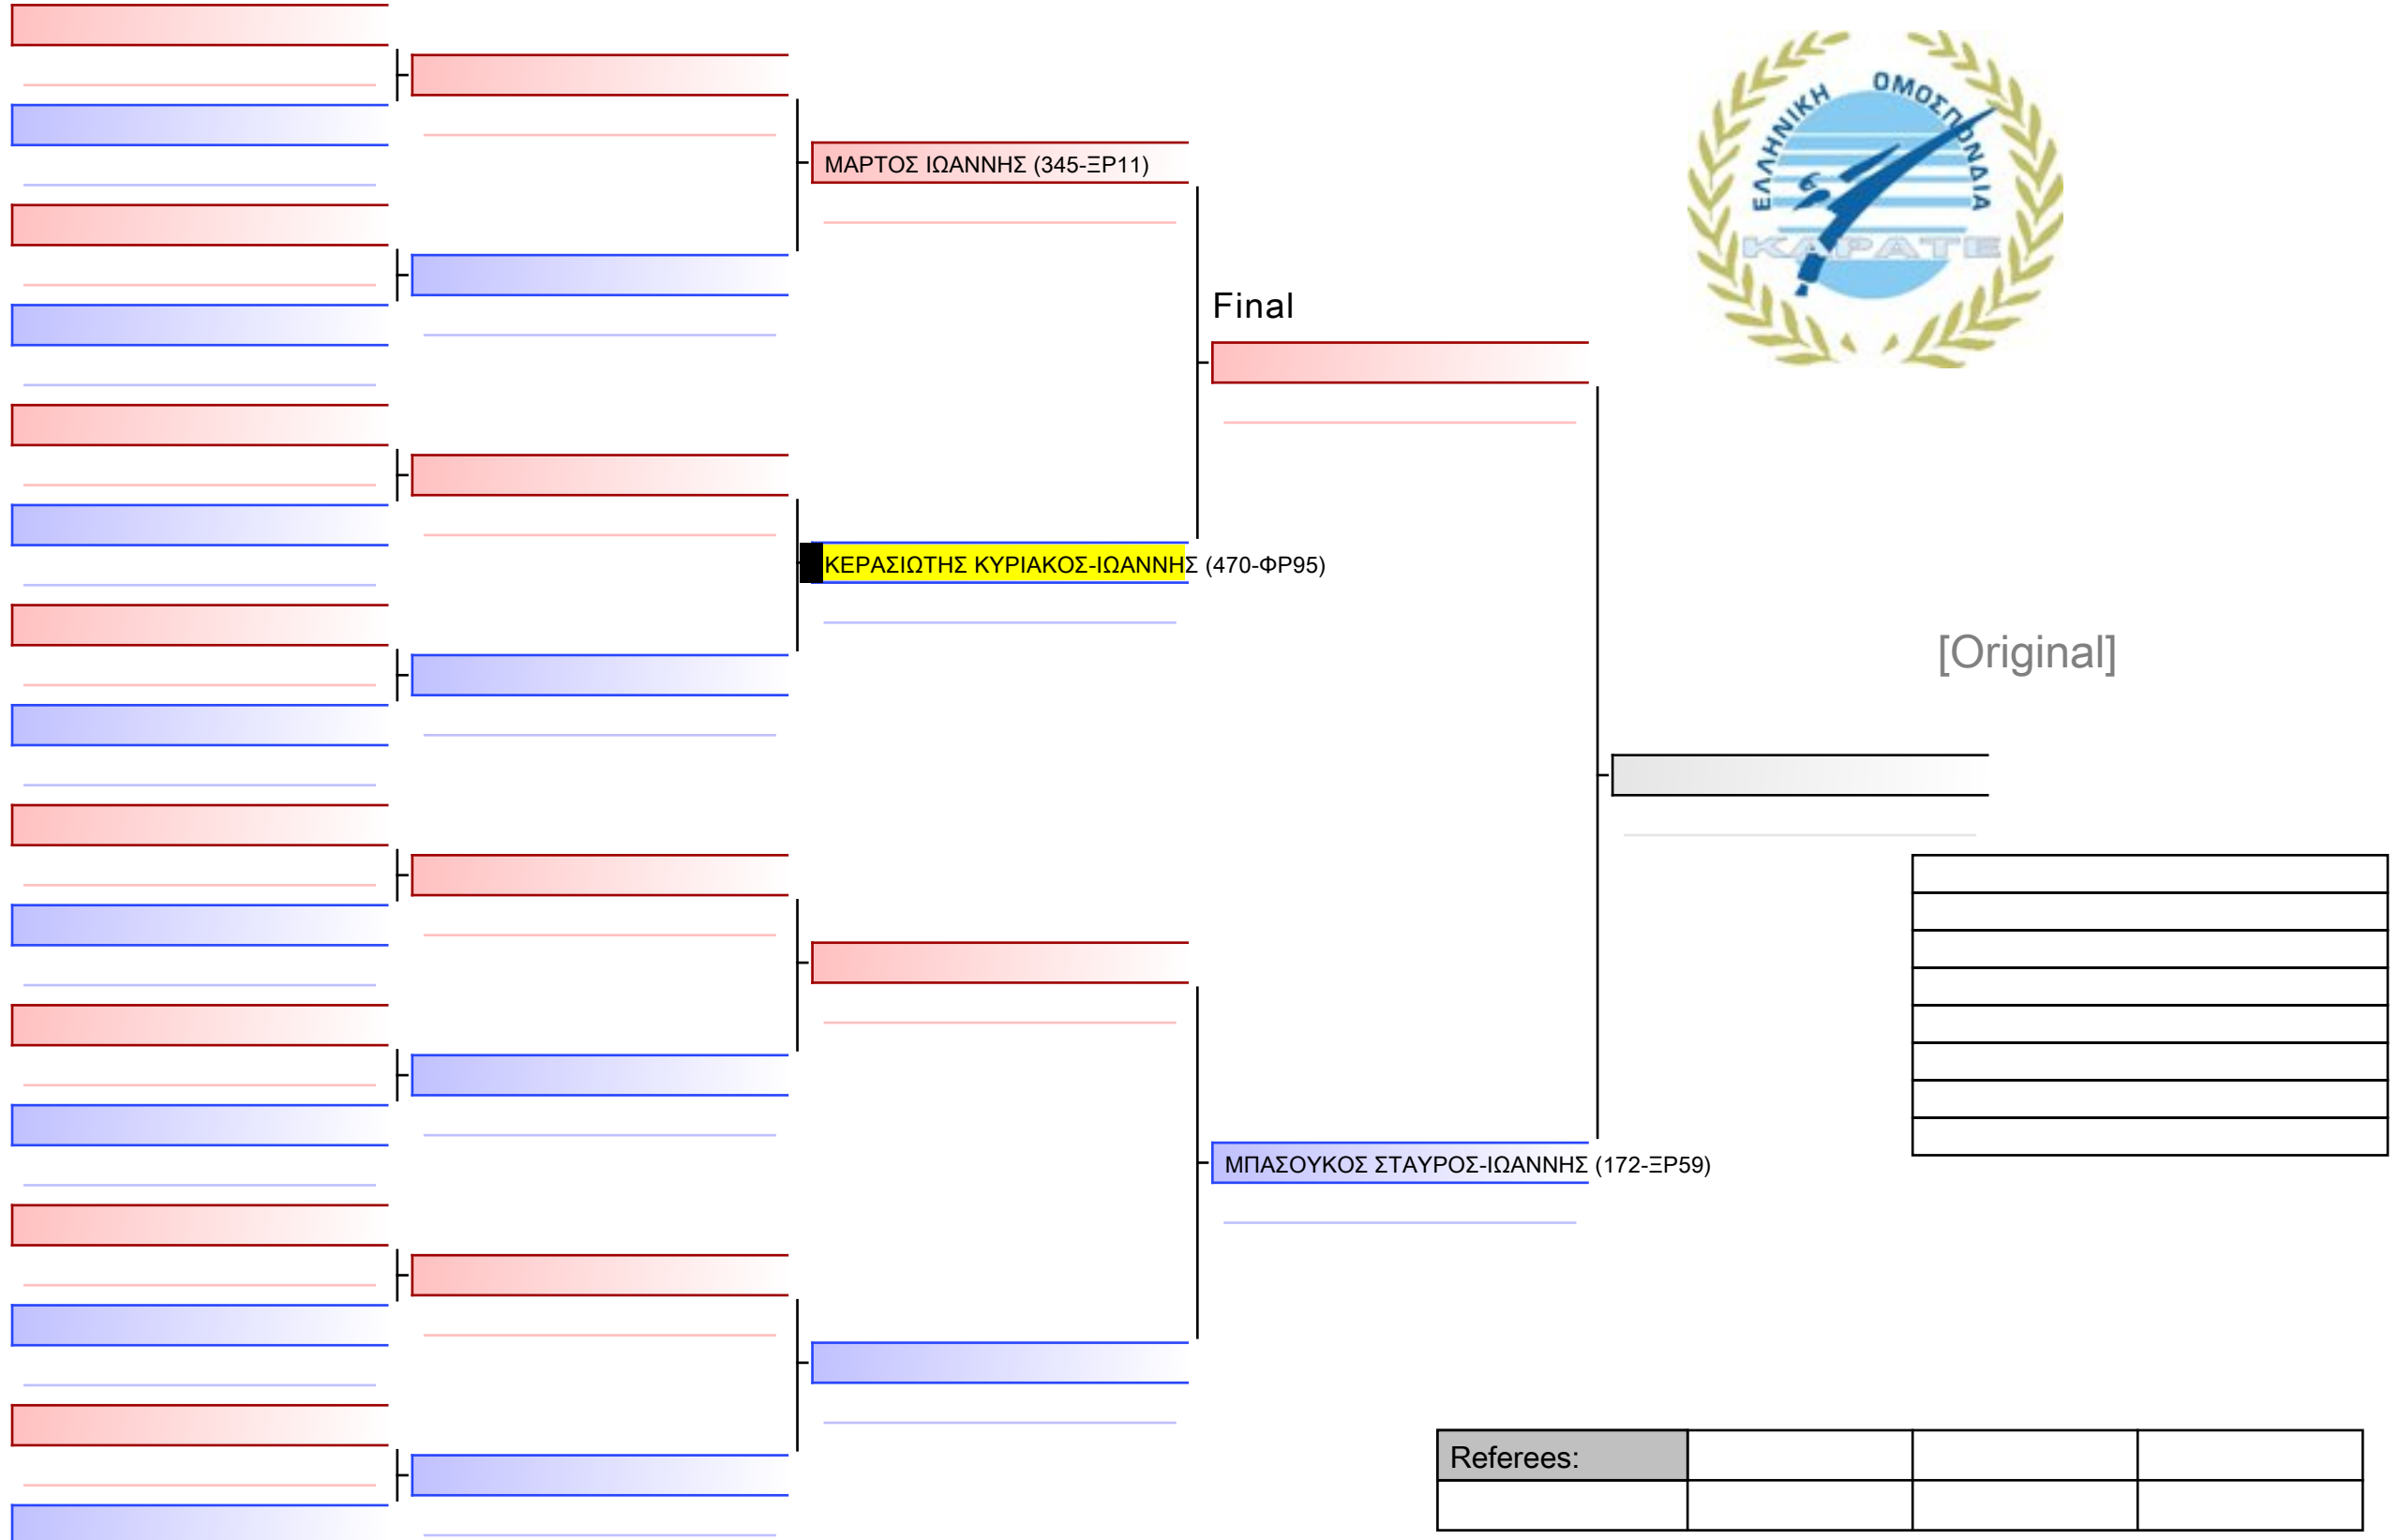 ΕΛΛΗΝΙΚΗ ΟΜΟΣΠΟΝΔΙΑ
ΚΑΡΑΤΕ
ΜΑΡΤΟΣ ΙΩΑΝΝΗΣ (345-ΞΡ11)
Final
ΚΕΡΑΣΙΩΤΗΣ ΚΥΡΙΑΚΟΣ-ΙΩΑΝΝΗΣ (470-ΦΡ95)
[Original]
ΜΠΑΣΟΥΚΟΣ ΣΤΑΥΡΟΣ-ΙΩΑΝΝΗΣ (172-ΞΡ59)
Referees: